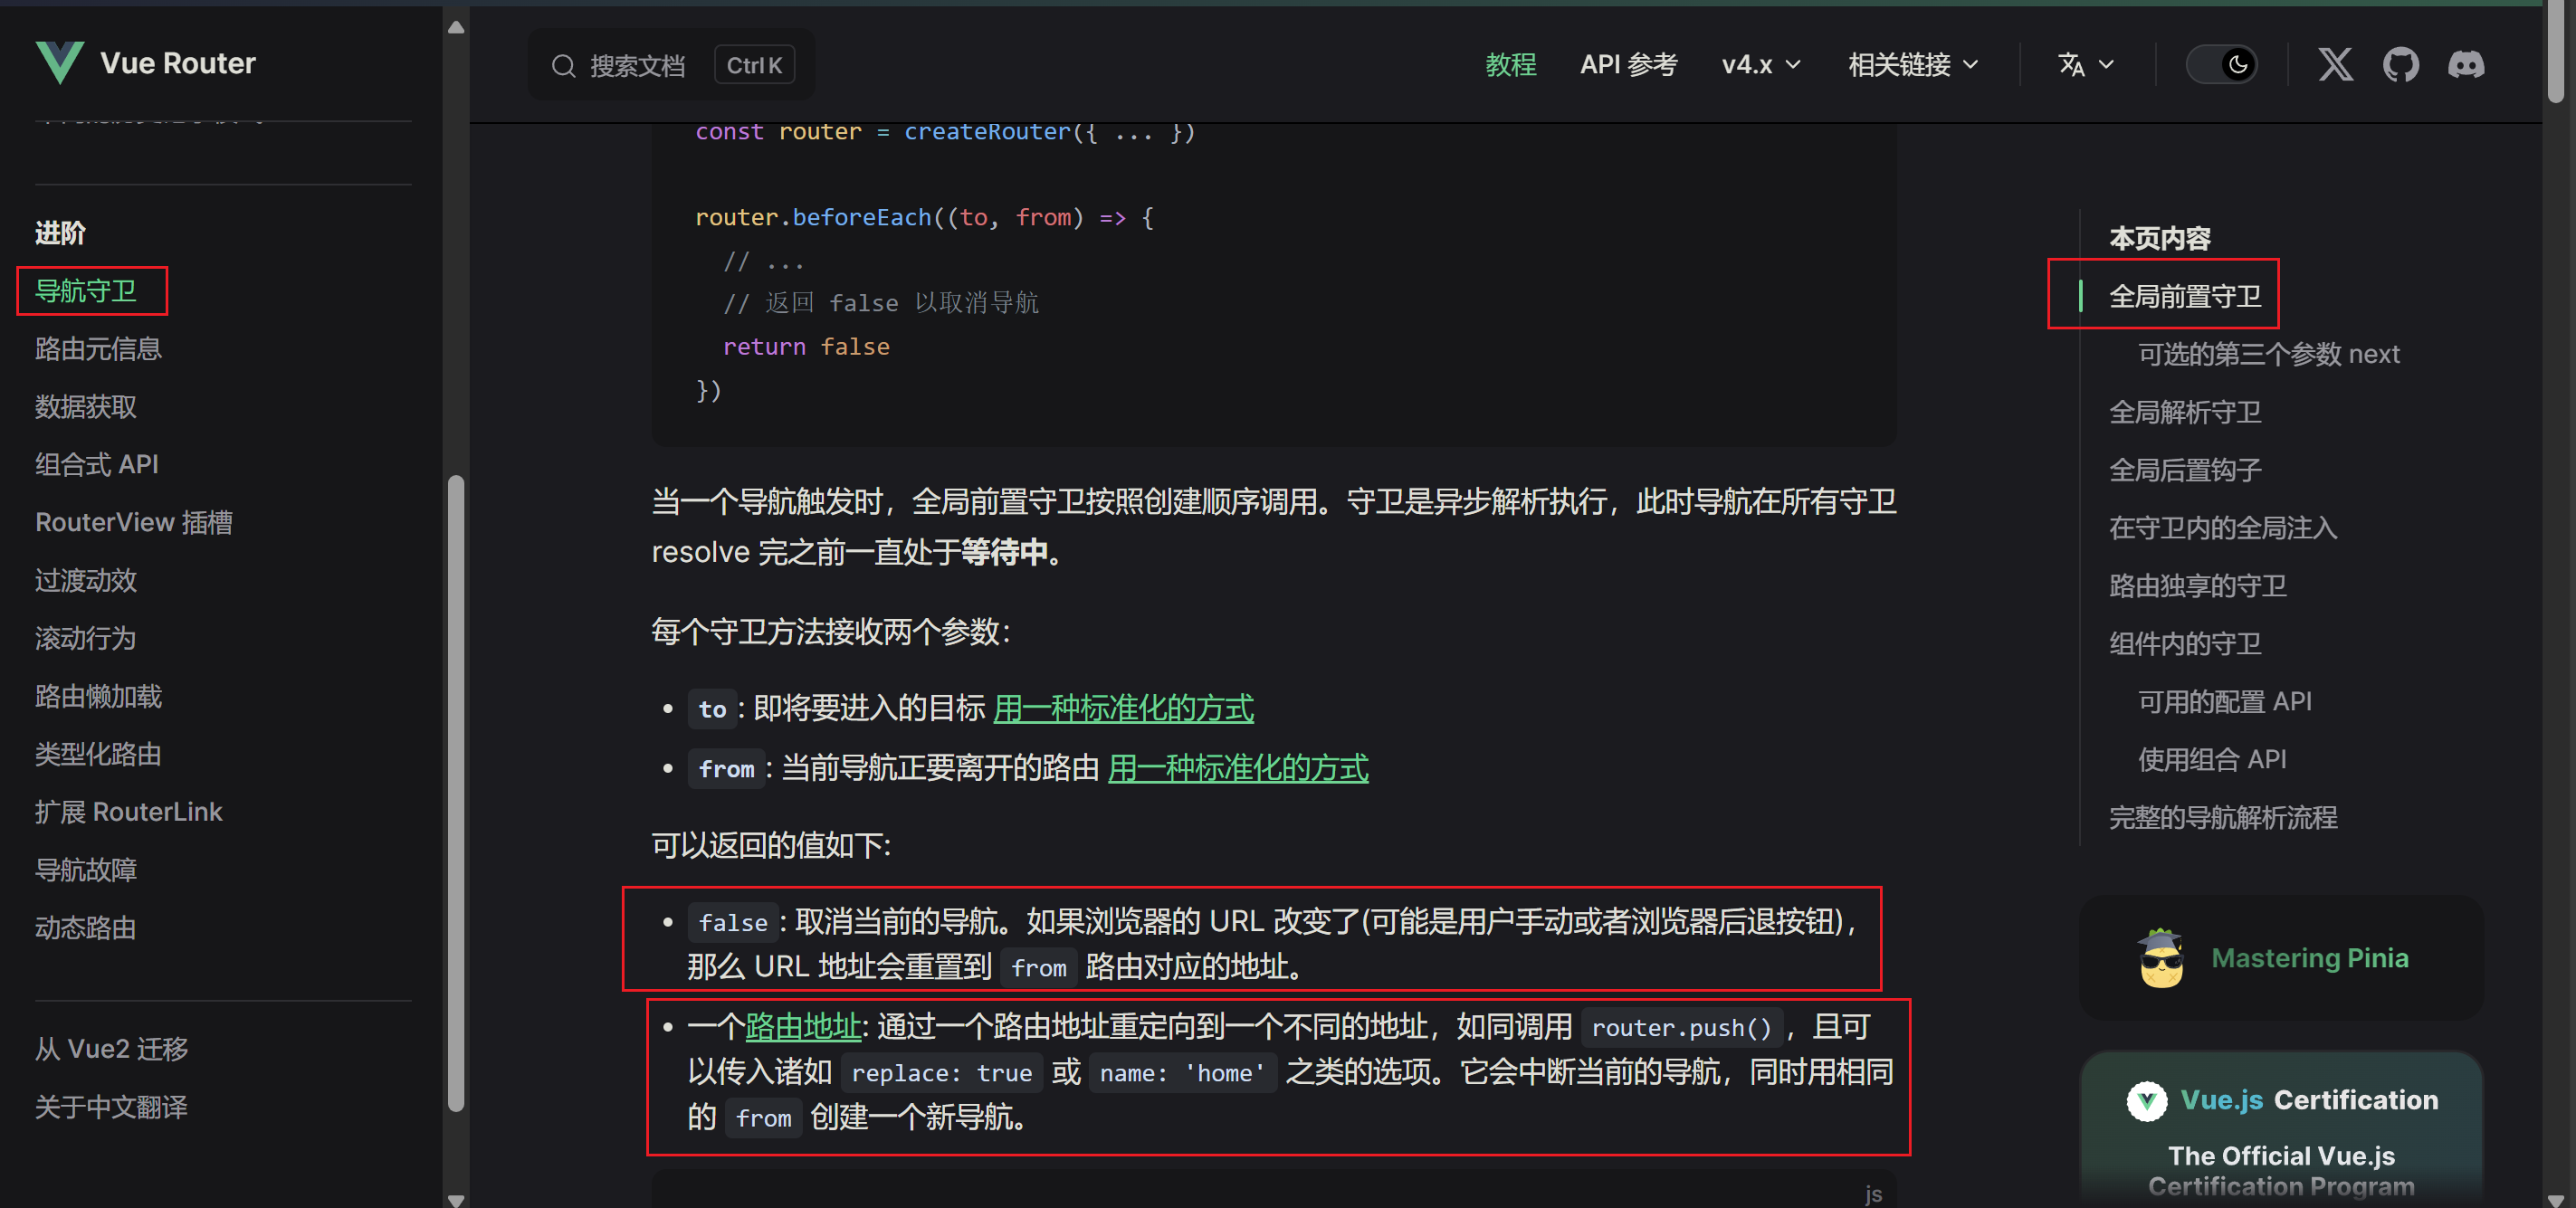 Vue Router
搜索文档
Ctrl K
教程
API 参考
v4.x
相关链接
进阶
导航守卫
路由元信息
数据获取
组合式 API
RouterView 插槽
过渡动效
滚动行为
路由懒加载
类型化路由
扩展 RouterLink
导航故障
动态路由
从 Vue2 迁移
关于中文翻译
const router = createRouter({ ... })
router.beforeEach((to, from) => {
// ...
// 返回 false 以取消导航
return false
})
当一个导航触发时，全局前置守卫按照创建顺序调用。守卫是异步解析执行，此时导航在所有守卫
resolve 完之前一直处于等待中。
每个守卫方法接收两个参数：
• to: 即将要进入的目标 用一种标准化的方式
• from: 当前导航正要离开的路由 用一种标准化的方式
可以返回的值如下:
• false: 取消当前的导航。如果浏览器的 URL 改变了(可能是用户手动或者浏览器后退按钮)，
那么 URL 地址会重置到 from 路由对应的地址。
• 一个路由地址: 通过一个路由地址重定向到一个不同的地址，如同调用 router.push()，且可
以传入诸如 replace: true 或 name: 'home' 之类的选项。它会中断当前的导航，同时用相同
的 from 创建一个新导航。
js
本页内容
全局前置守卫
可选的第三个参数 next
全局解析守卫
全局后置钩子
在守卫内的全局注入
路由独享的守卫
组件内的守卫
可用的配置 API
使用组合 API
完整的导航解析流程
Mastering Pinia
Vue.js Certification
The Official Vue.js
Certification Program